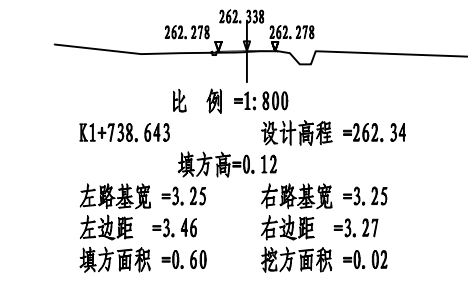 262.338
262.278 262.278
比 例 =1:800
K1+738.643 设计高程 =262.34
填方高=0.12
左路基宽 =3.25 右路基宽 =3.25
左边距 =3.46 右边距 =3.27
填方面积 =0.60 挖方面积 =0.02